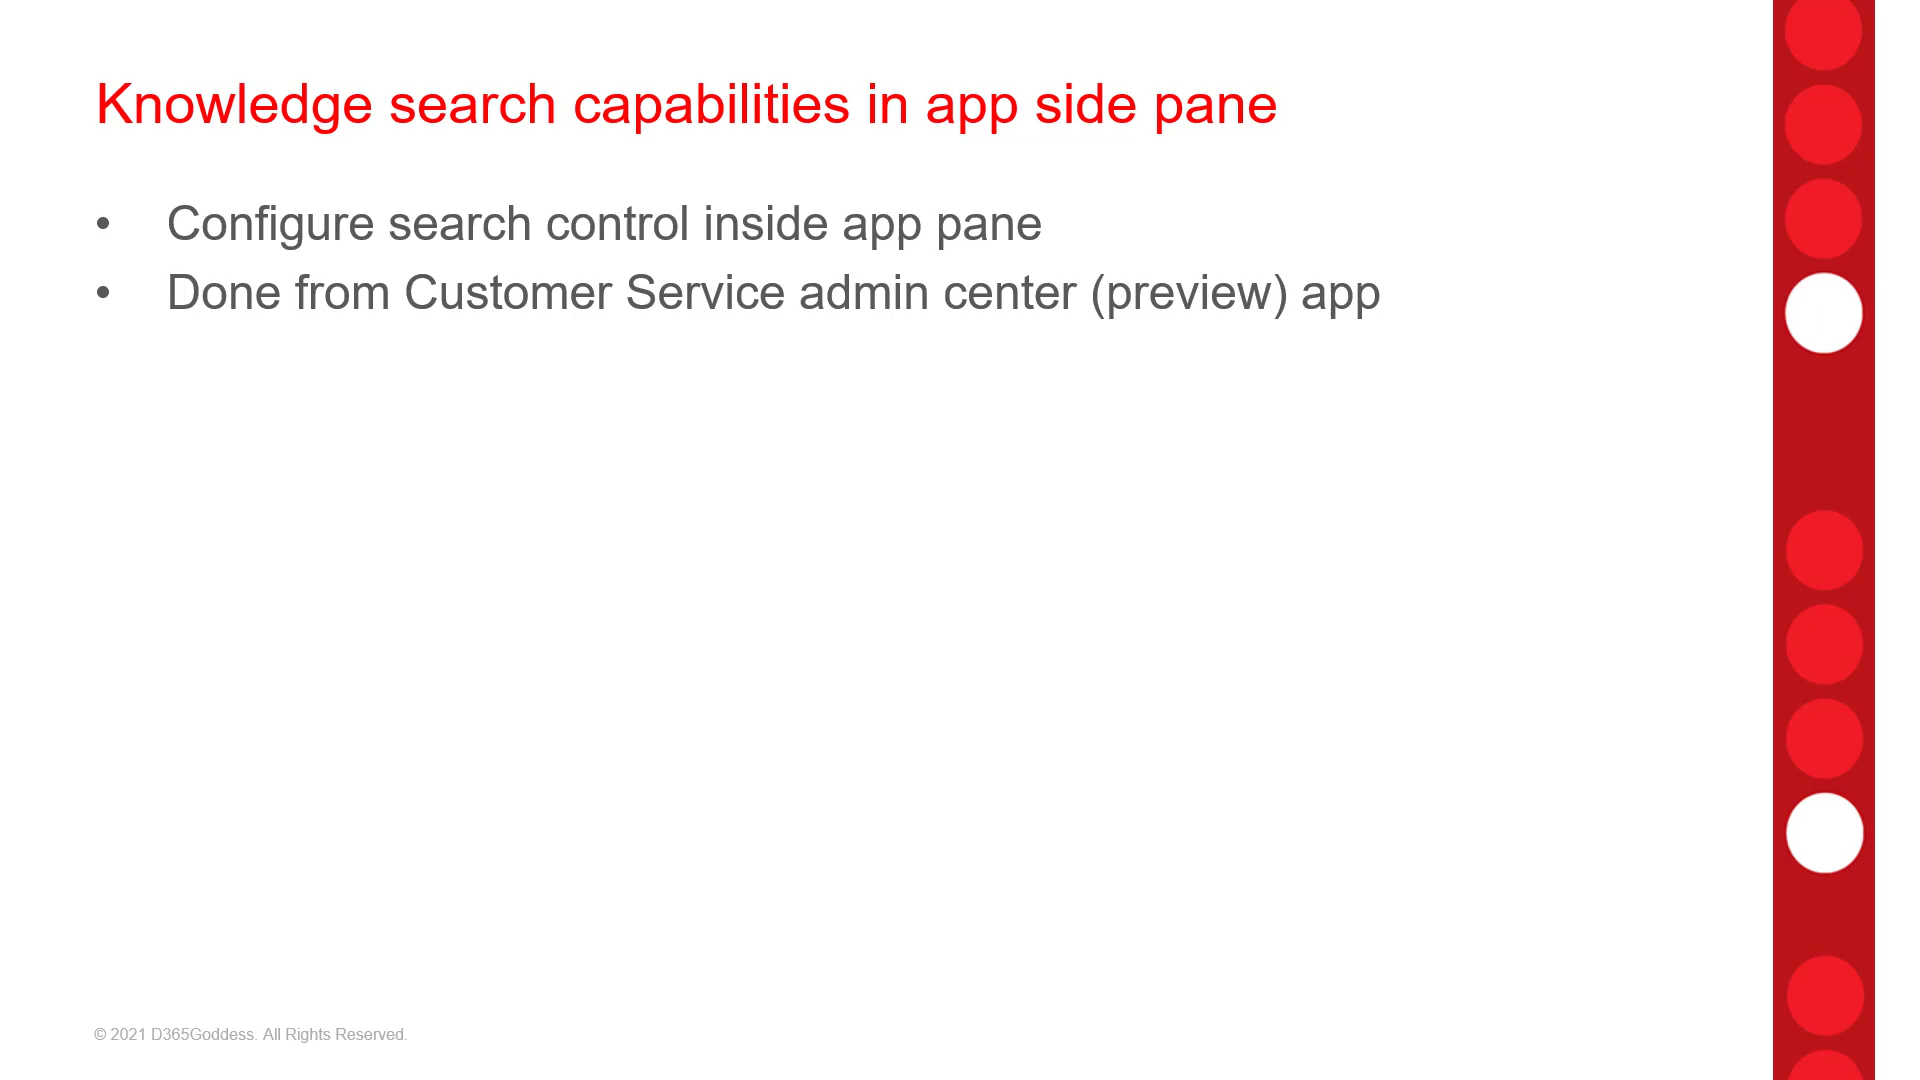 Knowledge search capabilities in app side pane
• Configure search control inside app pane
• Done from Customer Service admin center (preview) app
© 2021 D365Goddess. All Rights Reserved.